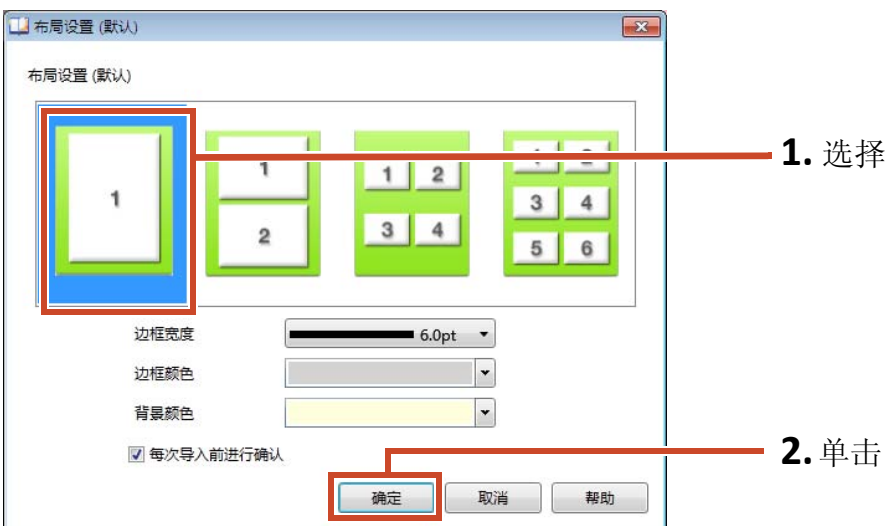 布局设置 (默认)
布局设置 (默认)
1
1
2
1 2
3 4
1 2
3 4
5 6
1. 选择
边框宽度
6.0pt
边框颜色
背景颜色
每次导入前进行确认
2. 单击
确定
取消
帮助